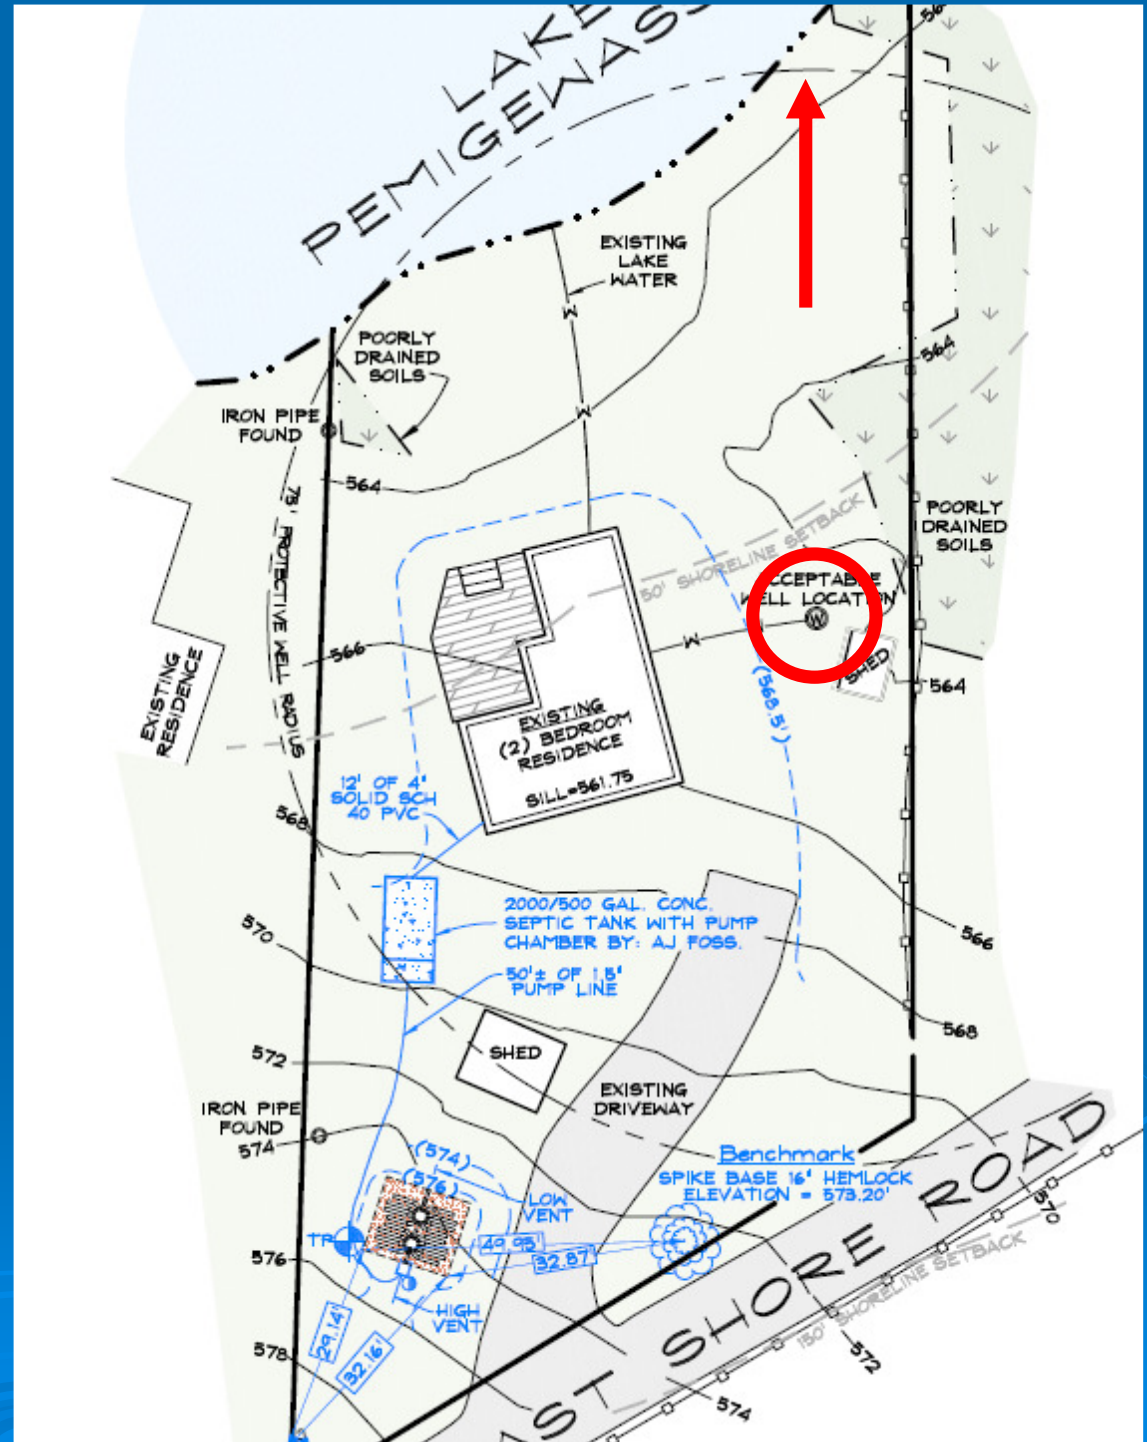 LAKE
PEMIGEWASS
564
EXISTING
LAKE
WATER
W
W
POORLY
DRAINED
SOILS
564
IRON PIPE
FOUND
564
75' PROTECTIVE WELL RADIUS
50' SHORELINE SETBACK
POORLY
DRAINED
SOILS
CCEPTABLE
WELL LOCATION
W
W
SHED
564
566
EXISTING
RESIDENCE
(568.5')
EXISTING
(2) BEDROOM
RESIDENCE
SILL=561.75
12' OF 4"
SOLID SCH
40 PVC
568
2000/500 GAL. CONC.
SEPTIC TANK WITH PUMP
CHAMBER BY: AJ FOSS.
570
566
50'± OF 1.5"
PUMP LINE
568
SHED
572
EXISTING
DRIVEWAY
IRON PIPE
FOUND
574
(574)
(576)
Benchmark
SPIKE BASE 16" HEMLOCK
ELEVATION = 573.20'
LOW
VENT
570
TP
49.95'
32.87'
576
HIGH
VENT
29.14'
32.16'
578
AST SHORE ROAD
150' SHORELINE SETBACK
572
574